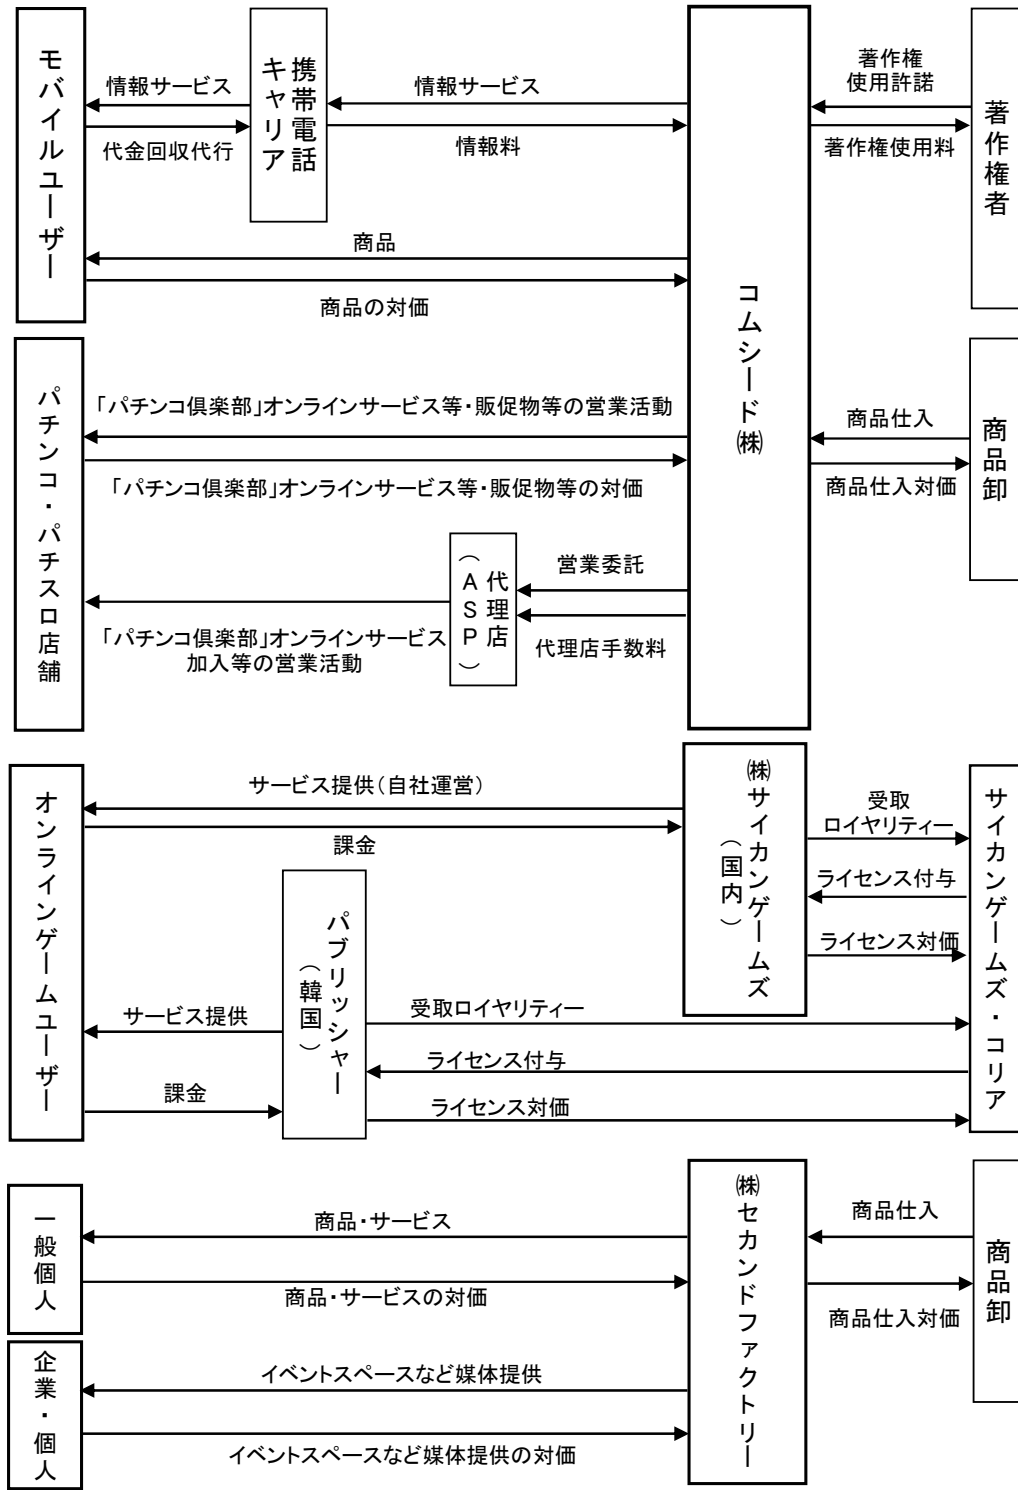 モバイルユーザー
携帯電話
キャリア
情報サービス
代金回収代行
情報サービス
情報料
商品
商品の対価
コムシード㈱
著作権
使用許諾
著作権使用料
著作権者
パチンコ・パチスロ店舗
「パチンコ倶楽部」オンラインサービス等・販促物等の営業活動
「パチンコ倶楽部」オンラインサービス等・販促物等の対価
商品仕入
商品仕入対価
商品卸
代理店
(ASP)
営業委託
代理店手数料
「パチンコ倶楽部」オンラインサービス
加入等の営業活動
オンラインゲームユーザー
サービス提供(自社運営)
課金
㈱サイカンゲームズ
(国内)
受取
ロイヤリティー
ライセンス付与
ライセンス対価
サイカンゲームズ・コリア
パブリッシャー
(韓国)
サービス提供
課金
受取ロイヤリティー
ライセンス付与
ライセンス対価
一般個人
商品・サービス
商品・サービスの対価
㈱セカンドファクトリー
商品仕入
商品仕入対価
商品卸
企業・個人
イベントスペースなど媒体提供
イベントスペースなど媒体提供の対価